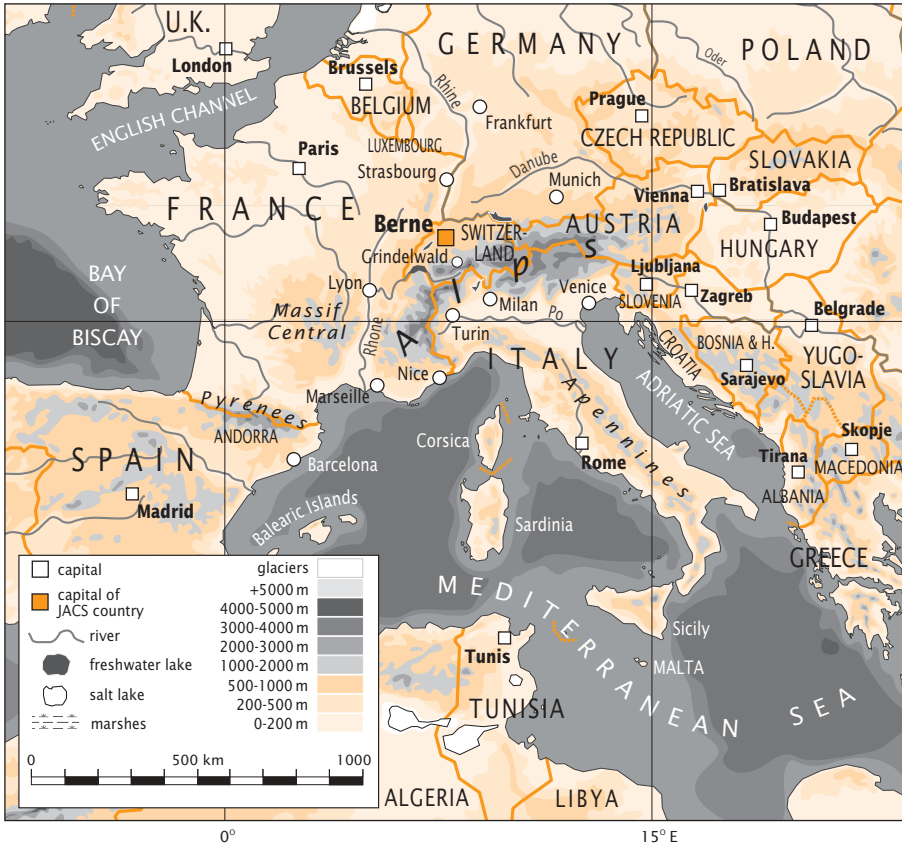 U.K.
London
ENGLISH CHANNEL
GERMANY
POLAND
Oder
Brussels
BELGIUM
Rhine
Frankfurt
Prague
CZECH REPUBLIC
LUXEMBOURG
Paris
Strasbourg
Danube
Munich
SLOVAKIA
Vienna
Bratislava
FRANCE
Berne
SWITZER-
LAND
AUSTRIA
Budapest
HUNGARY
Grindelwald
Alps
BAY
OF
BISCAY
Lyon
Massif
Central
Rhone
Milan
Turin
Venice
Po
Ljubljana
SLOVENIA
Zagreb
CROATIA
BOSNIA & H.
Sarajevo
Belgrade
YUGO-
SLAVIA
Nice
Marseille
ITALY
Apennines
ADRIATIC SEA
Pyrenees
ANDORRA
Corsica
Rome
Skopje
MACEDONIA
Tirana
ALBANIA
SPAIN
Barcelona
Madrid
Balearic Islands
Sardinia
GREECE
MEDITERRANEAN SEA
Sicily
MALTA
Tunis
TUNISIA
ALGERIA
LIBYA
capital
capital of
JACS country
river
freshwater lake
salt lake
marshes
glaciers
+5000 m
4000-5000 m
3000-4000 m
2000-3000 m
1000-2000 m
500-1000 m
200-500 m
0-200 m
0 500 km 1000
0° 15° E